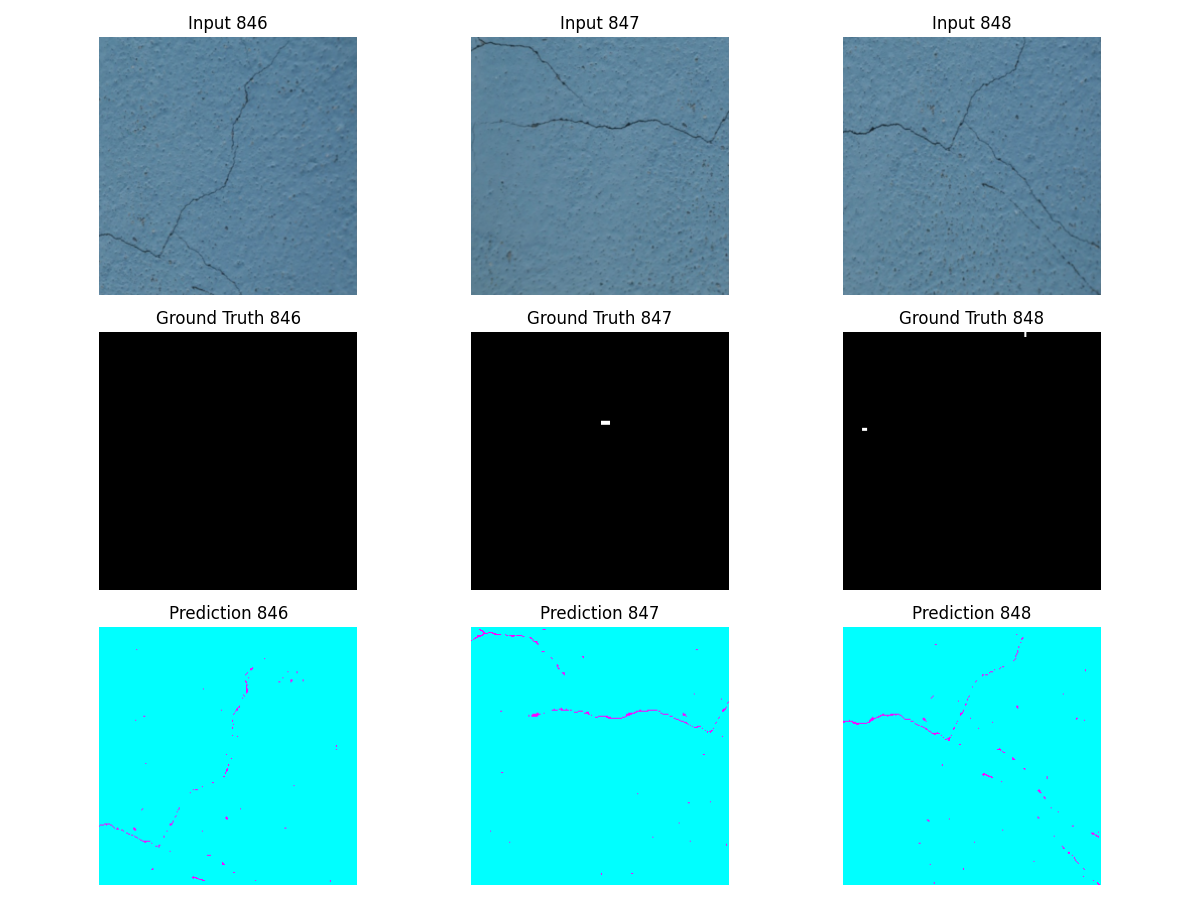 Input 846
Input 847
Input 848
Ground Truth 846
Ground Truth 847
Ground Truth 848
Prediction 846
Prediction 847
Prediction 848